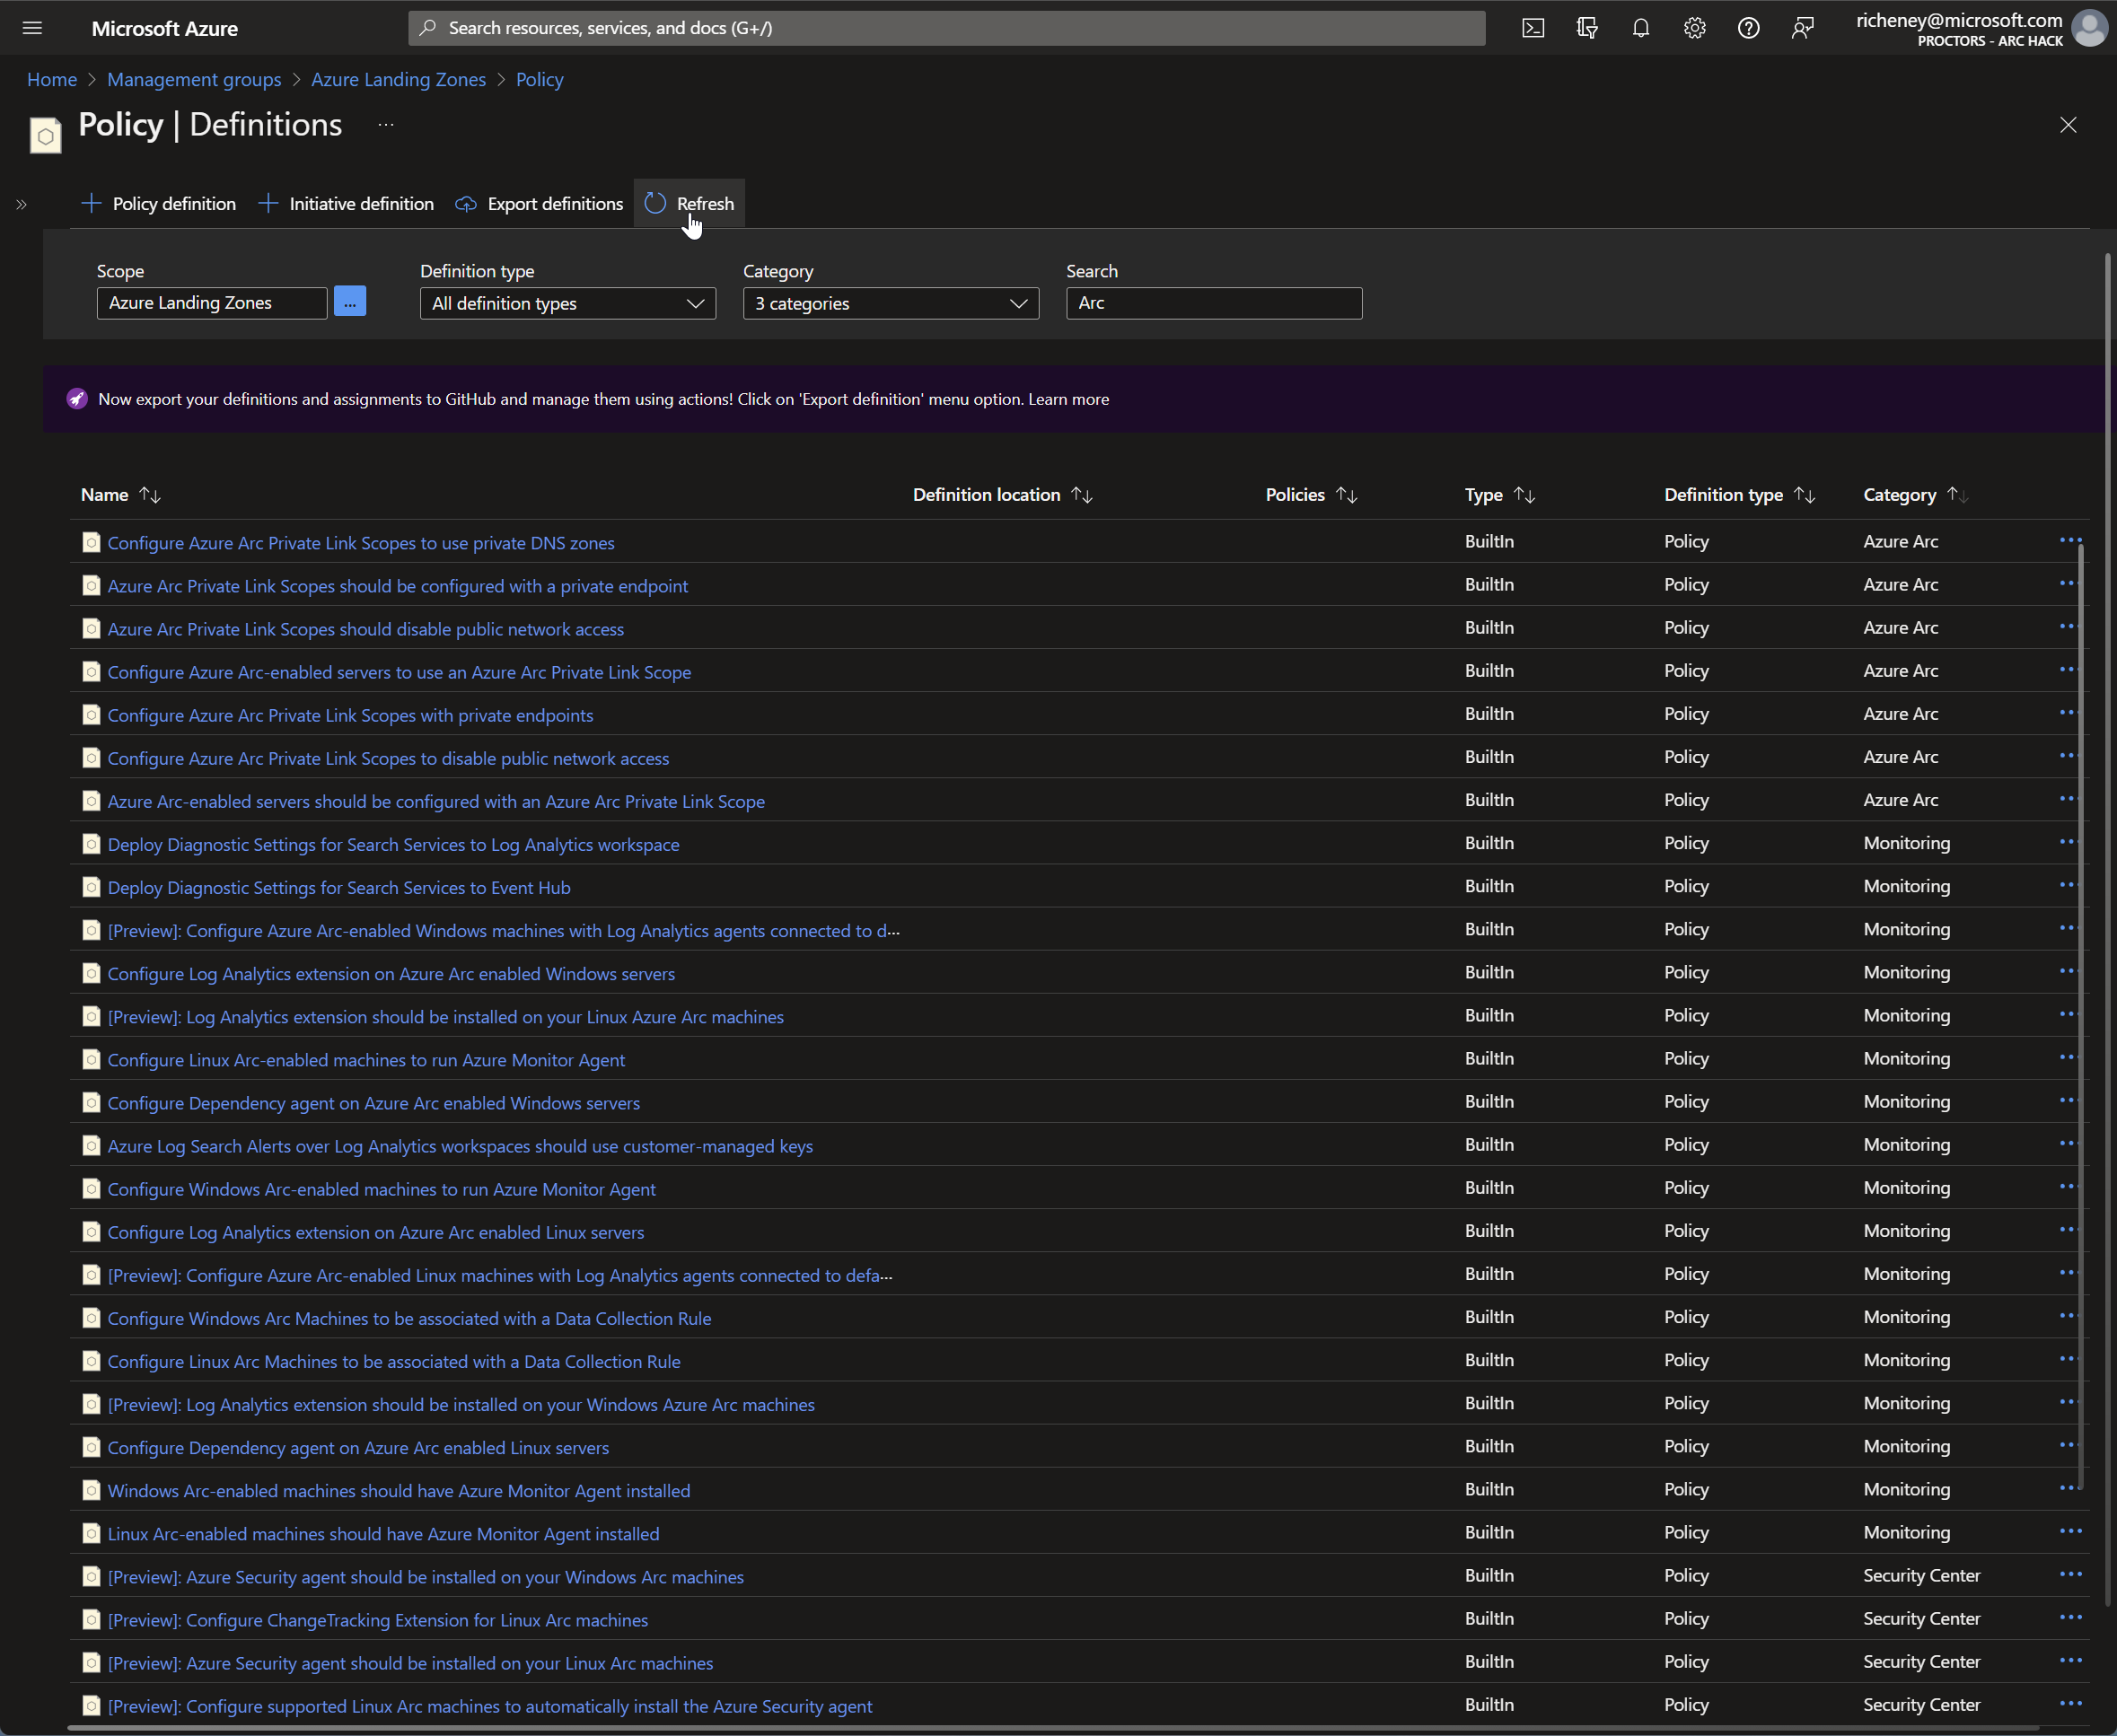 Microsoft Azure
Search resources, services, and docs (G+/)
richeney@microsoft.com
PROCTORS - ARC HACK
Home > Management groups > Azure Landing Zones > Policy
Policy | Definitions ...
Policy definition Initiative definition Export definitions Refresh
Scope Definition type Category Search
Azure Landing Zones ... All definition types 3 categories Arc
Now export your definitions and assignments to GitHub and manage them using actions! Click on 'Export definition' menu option. Learn more
Name Definition location Policies Type Definition type Category
Configure Azure Arc Private Link Scopes to use private DNS zones BuiltIn Policy Azure Arc
Azure Arc Private Link Scopes should be configured with a private endpoint BuiltIn Policy Azure Arc
Azure Arc Private Link Scopes should disable public network access BuiltIn Policy Azure Arc
Configure Azure Arc-enabled servers to use an Azure Arc Private Link Scope BuiltIn Policy Azure Arc
Configure Azure Arc Private Link Scopes with private endpoints BuiltIn Policy Azure Arc
Configure Azure Arc Private Link Scopes to disable public network access BuiltIn Policy Azure Arc
Azure Arc-enabled servers should be configured with an Azure Arc Private Link Scope BuiltIn Policy Azure Arc
Deploy Diagnostic Settings for Search Services to Log Analytics workspace BuiltIn Policy Monitoring
Deploy Diagnostic Settings for Search Services to Event Hub BuiltIn Policy Monitoring
[Preview]: Configure Azure Arc-enabled Windows machines with Log Analytics agents connected to d... BuiltIn Policy Monitoring
Configure Log Analytics extension on Azure Arc enabled Windows servers BuiltIn Policy Monitoring
[Preview]: Log Analytics extension should be installed on your Linux Azure Arc machines BuiltIn Policy Monitoring
Configure Linux Arc-enabled machines to run Azure Monitor Agent BuiltIn Policy Monitoring
Configure Dependency agent on Azure Arc enabled Windows servers BuiltIn Policy Monitoring
Azure Log Search Alerts over Log Analytics workspaces should use customer-managed keys BuiltIn Policy Monitoring
Configure Windows Arc-enabled machines to run Azure Monitor Agent BuiltIn Policy Monitoring
Configure Log Analytics extension on Azure Arc enabled Linux servers BuiltIn Policy Monitoring
[Preview]: Configure Azure Arc-enabled Linux machines with Log Analytics agents connected to defa... BuiltIn Policy Monitoring
Configure Windows Arc Machines to be associated with a Data Collection Rule BuiltIn Policy Monitoring
Configure Linux Arc Machines to be associated with a Data Collection Rule BuiltIn Policy Monitoring
[Preview]: Log Analytics extension should be installed on your Windows Azure Arc machines BuiltIn Policy Monitoring
Configure Dependency agent on Azure Arc enabled Linux servers BuiltIn Policy Monitoring
Windows Arc-enabled machines should have Azure Monitor Agent installed BuiltIn Policy Monitoring
Linux Arc-enabled machines should have Azure Monitor Agent installed BuiltIn Policy Monitoring
[Preview]: Azure Security agent should be installed on your Windows Arc machines BuiltIn Policy Security Center
[Preview]: Configure ChangeTracking Extension for Linux Arc machines BuiltIn Policy Security Center
[Preview]: Azure Security agent should be installed on your Linux Arc machines BuiltIn Policy Security Center
[Preview]: Configure supported Linux Arc machines to automatically install the Azure Security agent BuiltIn Policy Security Center